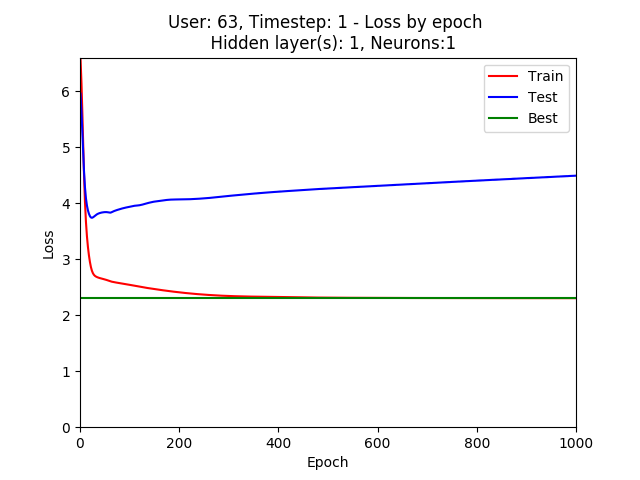 User: 63, Timestep: 1 - Loss by epoch
Hidden layer(s): 1, Neurons:1
Train
Test
Best
6
5
4
3
2
1
0
Loss
0 200 400 600 800 1000
Epoch